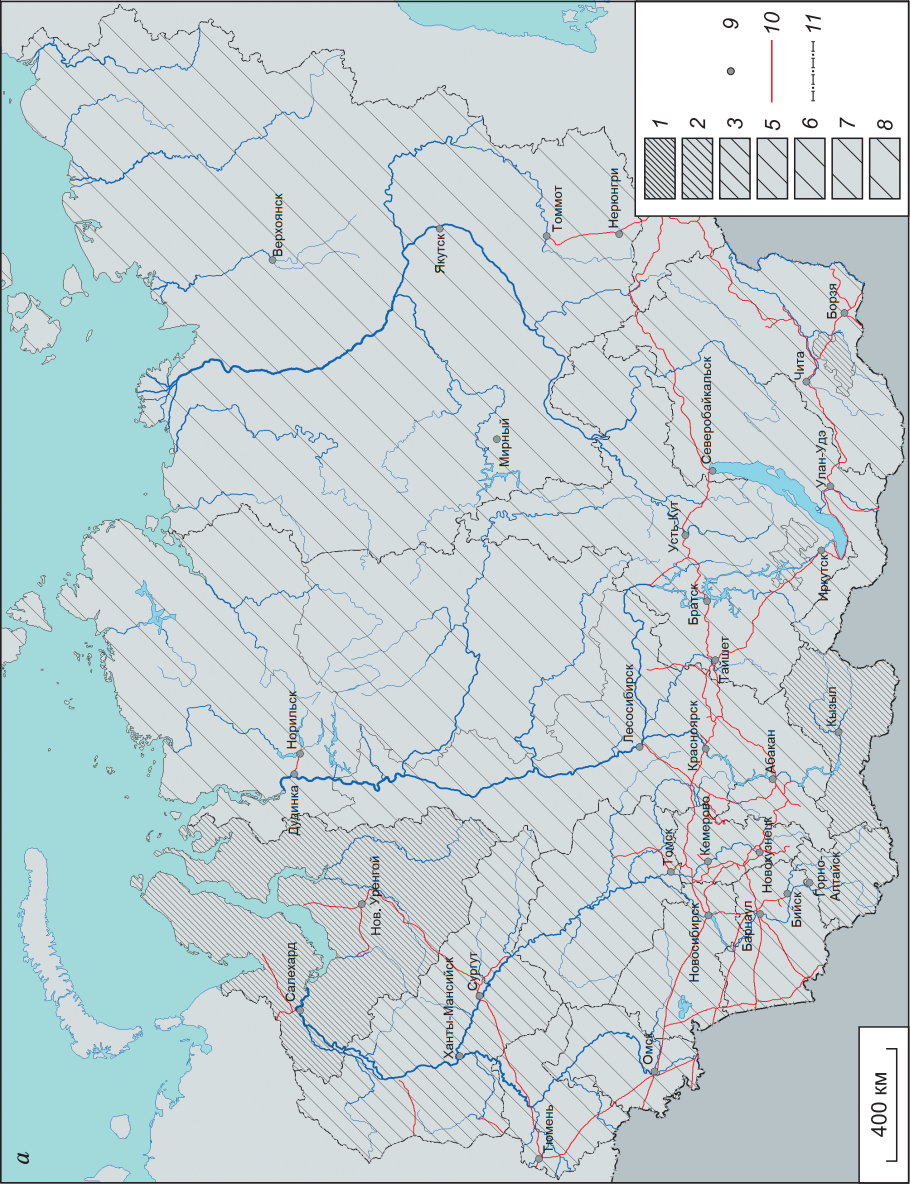 а
Верхоянск
Якутск
Томмот
Нерюнгри
Мирный
Северобайкальск
Чита
Борзя
Улан-Удэ
Усть-Кут
Иркутск
Братск
Тайшет
Норильск
Дудинка
Лесосибирск
Красноярск
Абакан
Кызыл
Кемерово
Томск
Новокузнецк
Горно-
Алтайск
Бийск
Барнаул
Новосибирск
Нов. Уренгой
Салехард
Сургут
Ханты-Мансийск
Омск
Тюмень
1
2
3
5
6
7
8
9
10
11
400 км